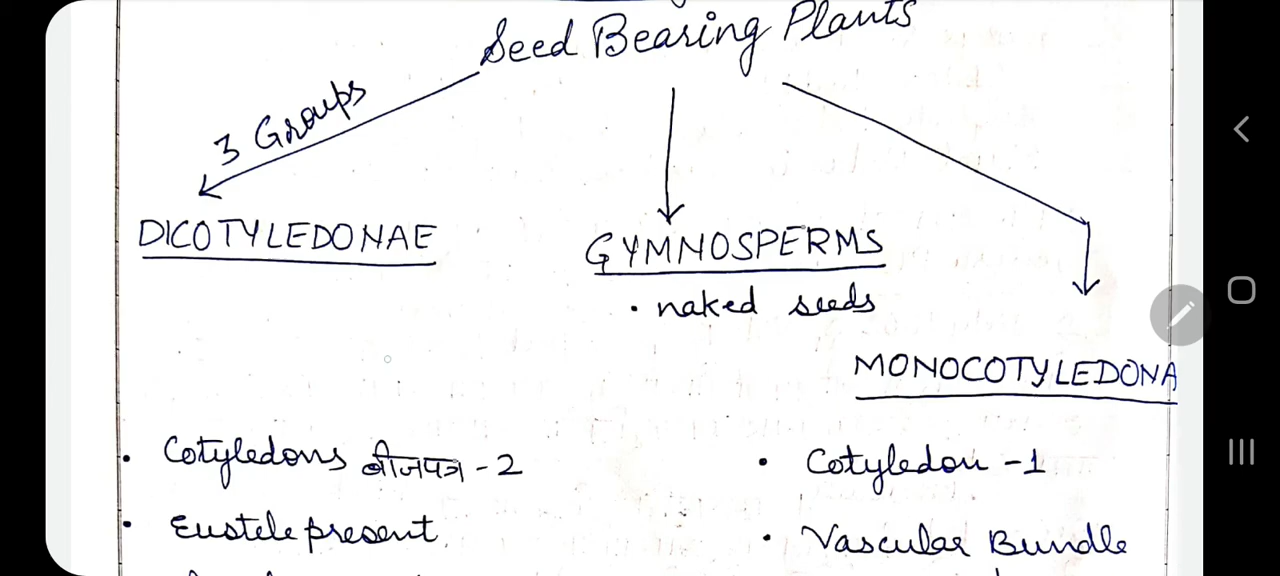 Seed Bearing Plants
3 Groups
DICOTYLEDONAE
GYMNOSPERMS
• naked seeds
MONOCOTYLEDONA
• Cotyledons बीजपत्र - 2
• Cotyledon - 1
• Eustele present
• Vascular Bundle